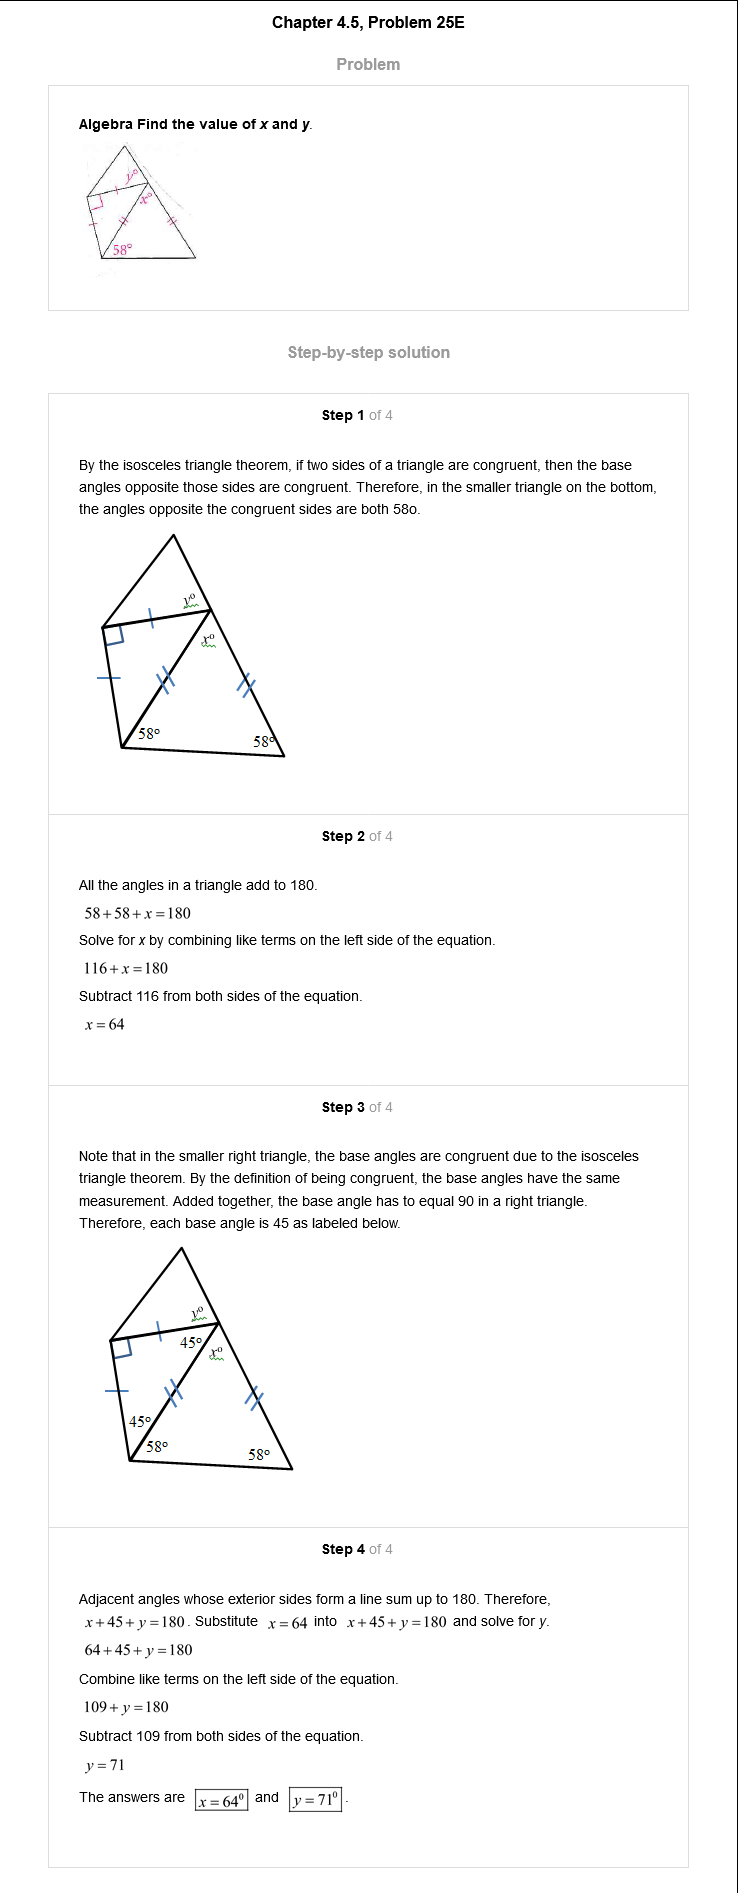 Chapter 4.5, Problem 25E
Problem
Algebra Find the value of x and y.
y°
x°
58°
Step-by-step solution
Step 1 of 4
By the isosceles triangle theorem, if two sides of a triangle are congruent, then the base
angles opposite those sides are congruent. Therefore, in the smaller triangle on the bottom,
the angles opposite the congruent sides are both 58o.
y°
x°
58°
58°
Step 2 of 4
All the angles in a triangle add to 180.
58+58+x=180
Solve for x by combining like terms on the left side of the equation.
116+x=180
Subtract 116 from both sides of the equation.
x=64
Step 3 of 4
Note that in the smaller right triangle, the base angles are congruent due to the isosceles
triangle theorem. By the definition of being congruent, the base angles have the same
measurement. Added together, the base angle has to equal 90 in a right triangle.
Therefore, each base angle is 45 as labeled below.
y°
45°
x°
45°
58°
58°
Step 4 of 4
Adjacent angles whose exterior sides form a line sum up to 180. Therefore,
x+45+y=180. Substitute x=64 into x+45+y=180 and solve for y.
64+45+y=180
Combine like terms on the left side of the equation.
109+y=180
Subtract 109 from both sides of the equation.
y=71
The answers are x=64⁰ and y=71⁰.